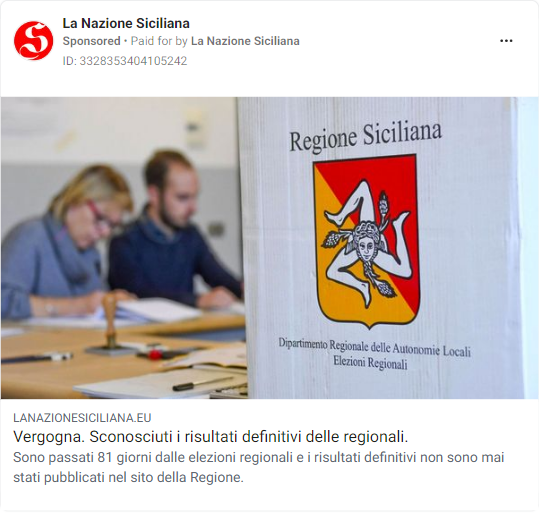 La Nazione Siciliana
Sponsored • Paid for by La Nazione Siciliana
ID: 3328353404105242
Regione Siciliana
Dipartimento Regionale delle Autonomie Locali
Elezioni Regionali
LANAZIONESICILIANA.EU
Vergogna. Sconosciuti i risultati definitivi delle regionali.
Sono passati 81 giorni dalle elezioni regionali e i risultati definitivi non sono mai
stati pubblicati nel sito della Regione.